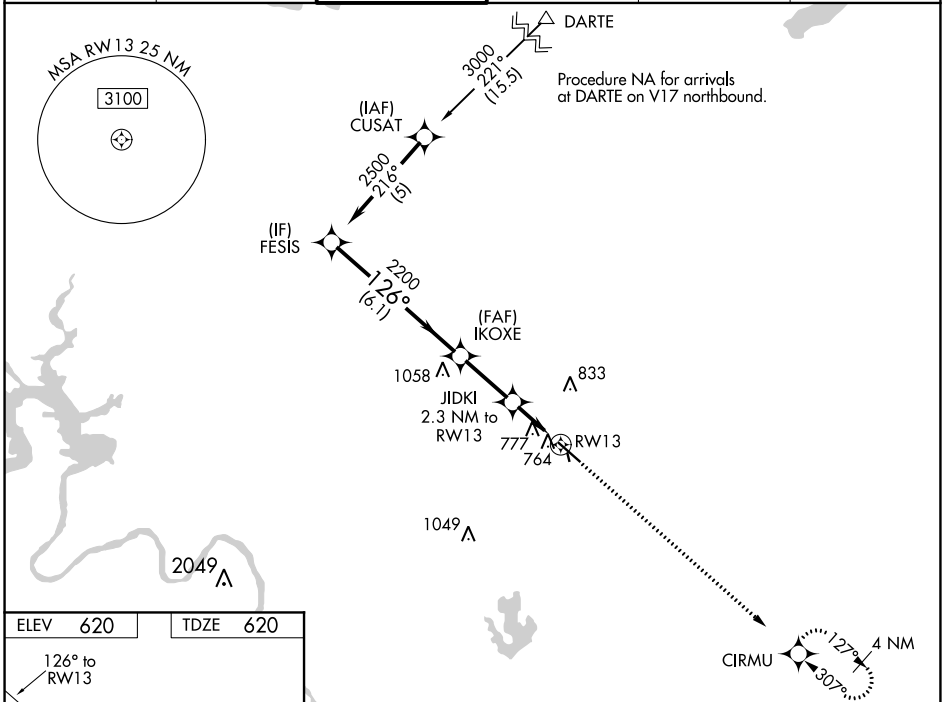 DARTE
MSA RW13 25 NM
3100
3000
221°
(15.5)
Procedure NA for arrivals
at DARTE on V17 northbound.
(IAF)
CUSAT
2500
216°
(5)
(IF)
FESIS
2200
126°
(6.1)
(FAF)
IKOXE
1058
833
JIDKI
2.3 NM to
RW13
777
764
RW13
1049
2049
ELEV 620
TDZE 620
126° to
RW13
CIRMU
127°
4 NM
307°